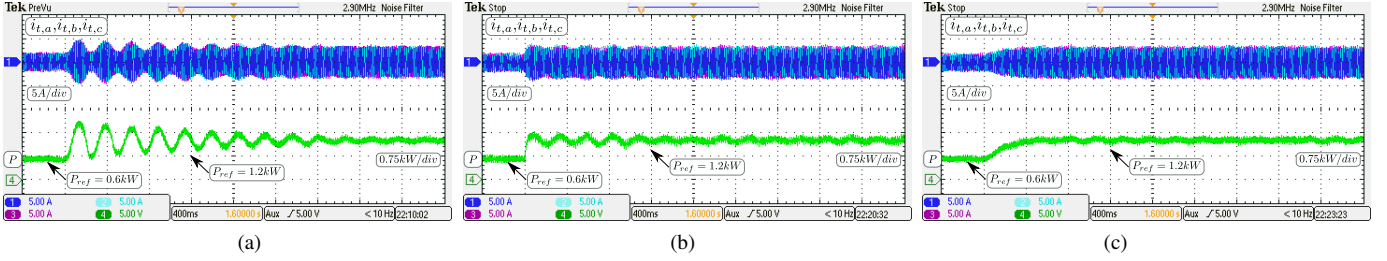 Tek PreVu 2.90MHz Noise Filter
i_{t,a}, i_{t,b}, i_{t,c}
1
5A/div
P
P_{ref} = 1.2kW
0.75kW/div
P_{ref} = 0.6kW
4
1 5.00 A 2 5.00 A
3 5.00 A 4 5.00 V
400ms 1.60000 s Aux ∫ 5.00 V < 10 Hz 22:10:02
(a)
Tek Stop 2.90MHz Noise Filter
i_{t,a}, i_{t,b}, i_{t,c}
1
5A/div
P
P_{ref} = 1.2kW
0.75kW/div
P_{ref} = 0.6kW
4
1 5.00 A 2 5.00 A
3 5.00 A 4 5.00 V
400ms 1.60000 s Aux ∫ 5.00 V < 10 Hz 22:20:32
(b)
Tek Stop 2.90MHz Noise Filter
i_{t,a}, i_{t,b}, i_{t,c}
1
5A/div
P
P_{ref} = 1.2kW
0.75kW/div
P_{ref} = 0.6kW
4
1 5.00 A 2 5.00 A
3 5.00 A 4 5.00 V
400ms 1.60000 s Aux ∫ 5.00 V < 10 Hz 22:23:23
(c)